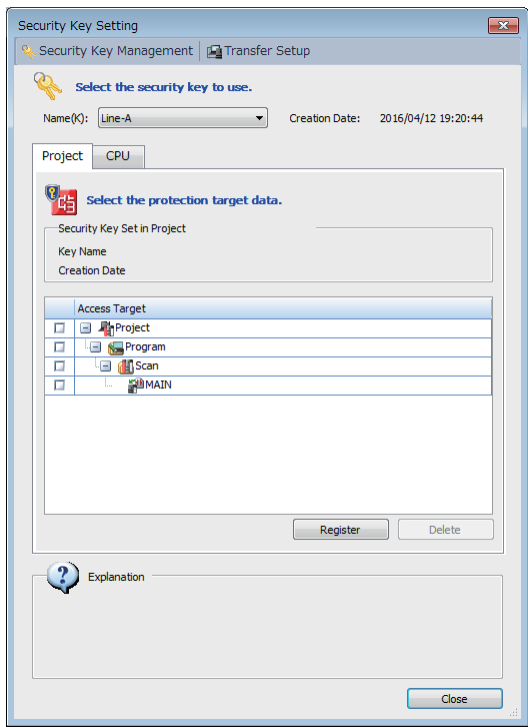 Security Key Setting
Security Key Management Transfer Setup
Select the security key to use.
Name(K): Line-A Creation Date: 2016/04/12 19:20:44
Project CPU
Select the protection target data.
Security Key Set in Project
Key Name
Creation Date
Access Target
Project
Program
Scan
MAIN
Register Delete
Explanation
Close